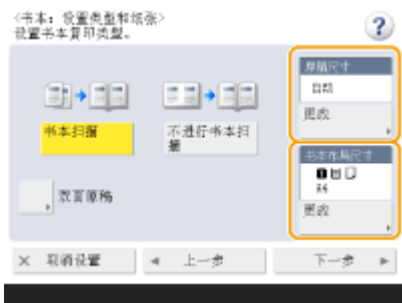 <书本: 设置类型和纸张>
设置书本复印类型。
?
原稿尺寸
自动
更改
书本扫描
不进行书本扫
描
书本布局尺寸
1
A4
更改
双面原稿
× 取消设置
上一步
下一步